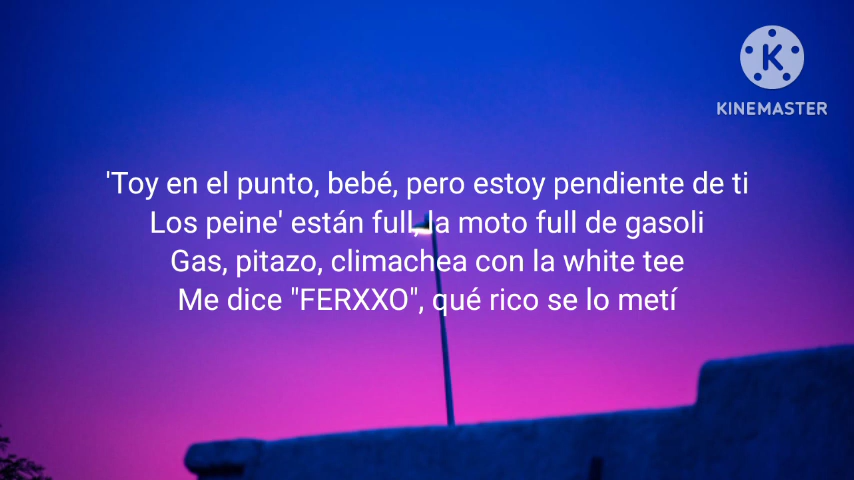 KINEMASTER
'Toy en el punto, bebé, pero estoy pendiente de ti
Los peine' están full, la moto full de gasoli
Gas, pitazo, climachea con la white tee
Me dice "FERXXO", qué rico se lo metí